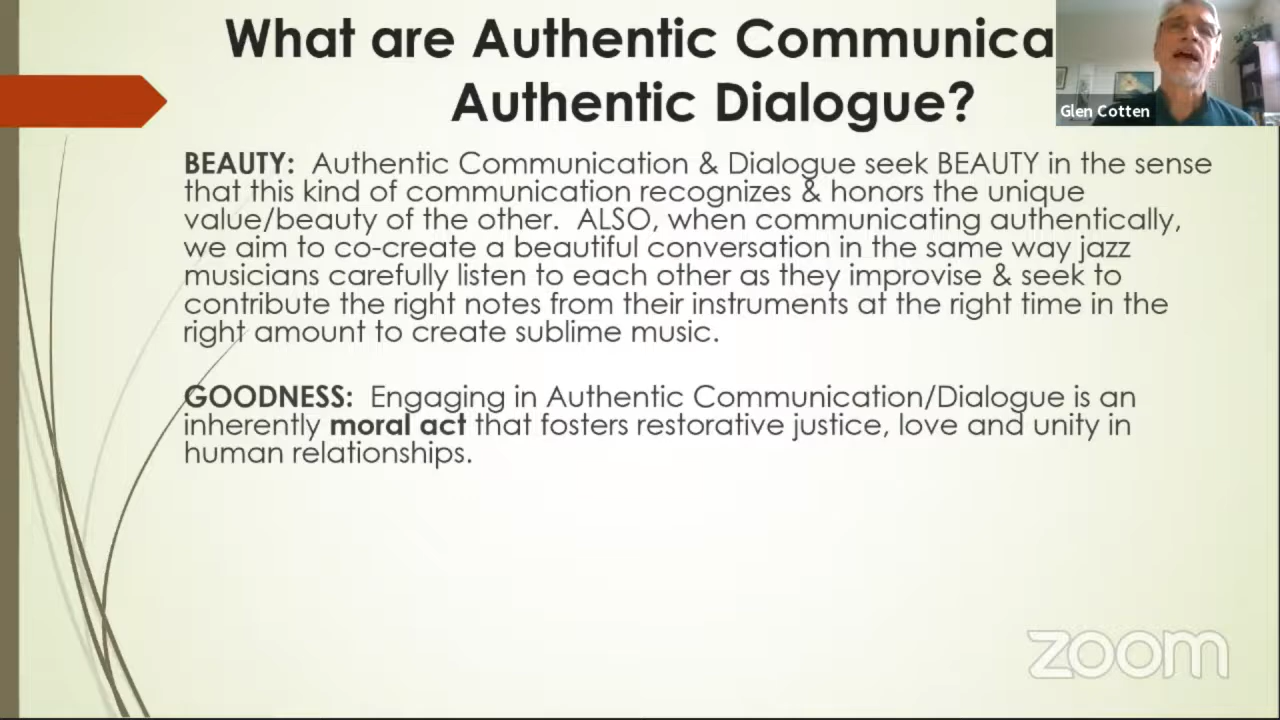 What are Authentic Communica
Authentic Dialogue?
Glen Cotten
BEAUTY: Authentic Communication & Dialogue seek BEAUTY in the sense
that this kind of communication recognizes & honors the unique
value/beauty of the other. ALSO, when communicating authentically,
we aim to co-create a beautiful conversation in the same way jazz
musicians carefully listen to each other as they improvise & seek to
contribute the right notes from their instruments at the right time in the
right amount to create sublime music.
GOODNESS: Engaging in Authentic Communication/Dialogue is an
inherently moral act that fosters restorative justice, love and unity in
human relationships.
zoom